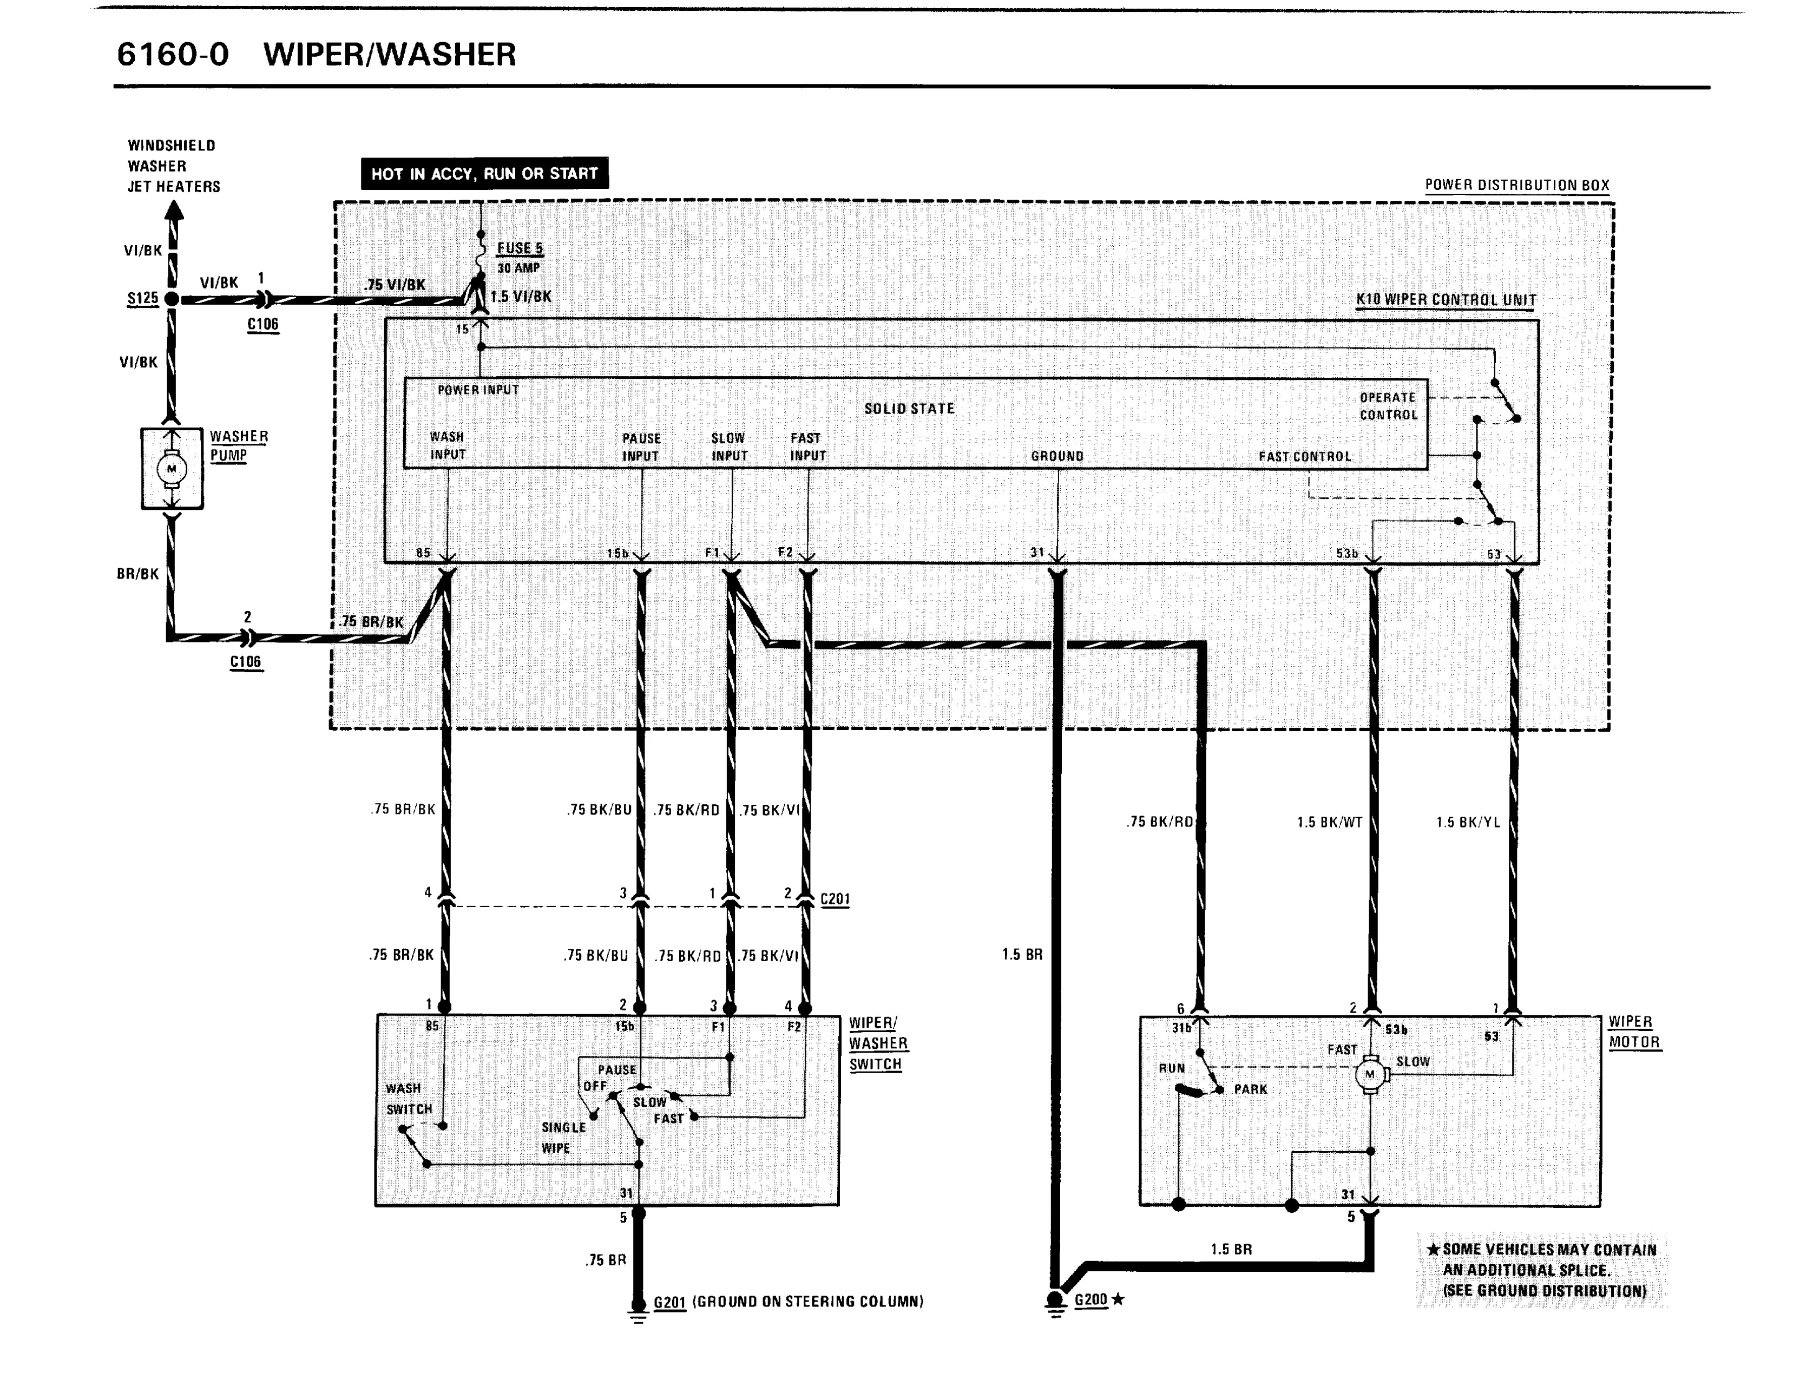 6160-0 WIPER/WASHER
WINDSHIELD
WASHER
JET HEATERS
HOT IN ACCY, RUN OR START
POWER DISTRIBUTION BOX
VI/BK
FUSE 5
30 AMP
S125
VI/BK
1
.75 VI/BK
1.5 VI/BK
C106
K10 WIPER CONTROL UNIT
15
VI/BK
POWER INPUT
SOLID STATE
OPERATE
CONTROL
WASHER
PUMP
M
WASH
INPUT
PAUSE
INPUT
SLOW
INPUT
FAST
INPUT
GROUND
FAST CONTROL
85
15b
F1
F2
31
53b
53
BR/BK
2
.75 BR/BK
C106
.75 BR/BK
.75 BK/BU
.75 BK/RD
.75 BK/VI
.75 BK/RD
1.5 BK/WT
1.5 BK/YL
4
3
1
2
C201
.75 BR/BK
.75 BK/BU
.75 BK/RD
.75 BK/VI
1.5 BR
1
2
3
4
6
2
1
85
15b
F1
F2
WIPER/
WASHER
SWITCH
31b
53b
53
WIPER
MOTOR
WASH
SWITCH
PAUSE
OFF
SLOW
FAST
SINGLE
WIPE
RUN
PARK
FAST
M
SLOW
31
5
31
5
.75 BR
1.5 BR
G201 (GROUND ON STEERING COLUMN)
G200 ★
★ SOME VEHICLES MAY CONTAIN
AN ADDITIONAL SPLICE.
(SEE GROUND DISTRIBUTION)